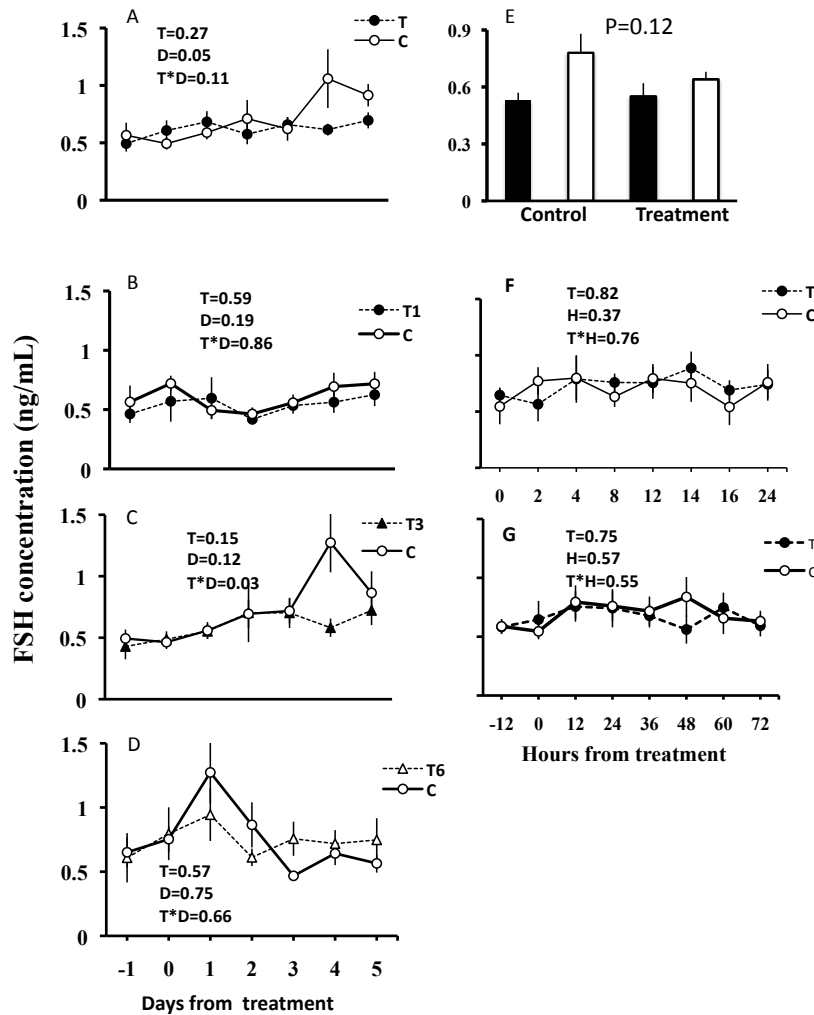 FSH concentration (ng/mL)
A
T
C
T=0.27
D=0.05
T*D=0.11
1.5
1
0.5
0
E
P=0.12
0.9
0.6
0.3
0
Control Treatment
B
T1
C
T=0.59
D=0.19
T*D=0.86
1.5
1
0.5
0
F
T
C
T=0.82
H=0.37
T*H=0.76
0 2 4 8 12 14 16 24
C
T3
C
T=0.15
D=0.12
T*D=0.03
1.5
1
0.5
0
G
T
C
T=0.75
H=0.57
T*H=0.55
-12 0 12 24 36 48 60 72
Hours from treatment
D
T6
C
T=0.57
D=0.75
T*D=0.66
1.5
1
0.5
0
-1 0 1 2 3 4 5
Days from treatment